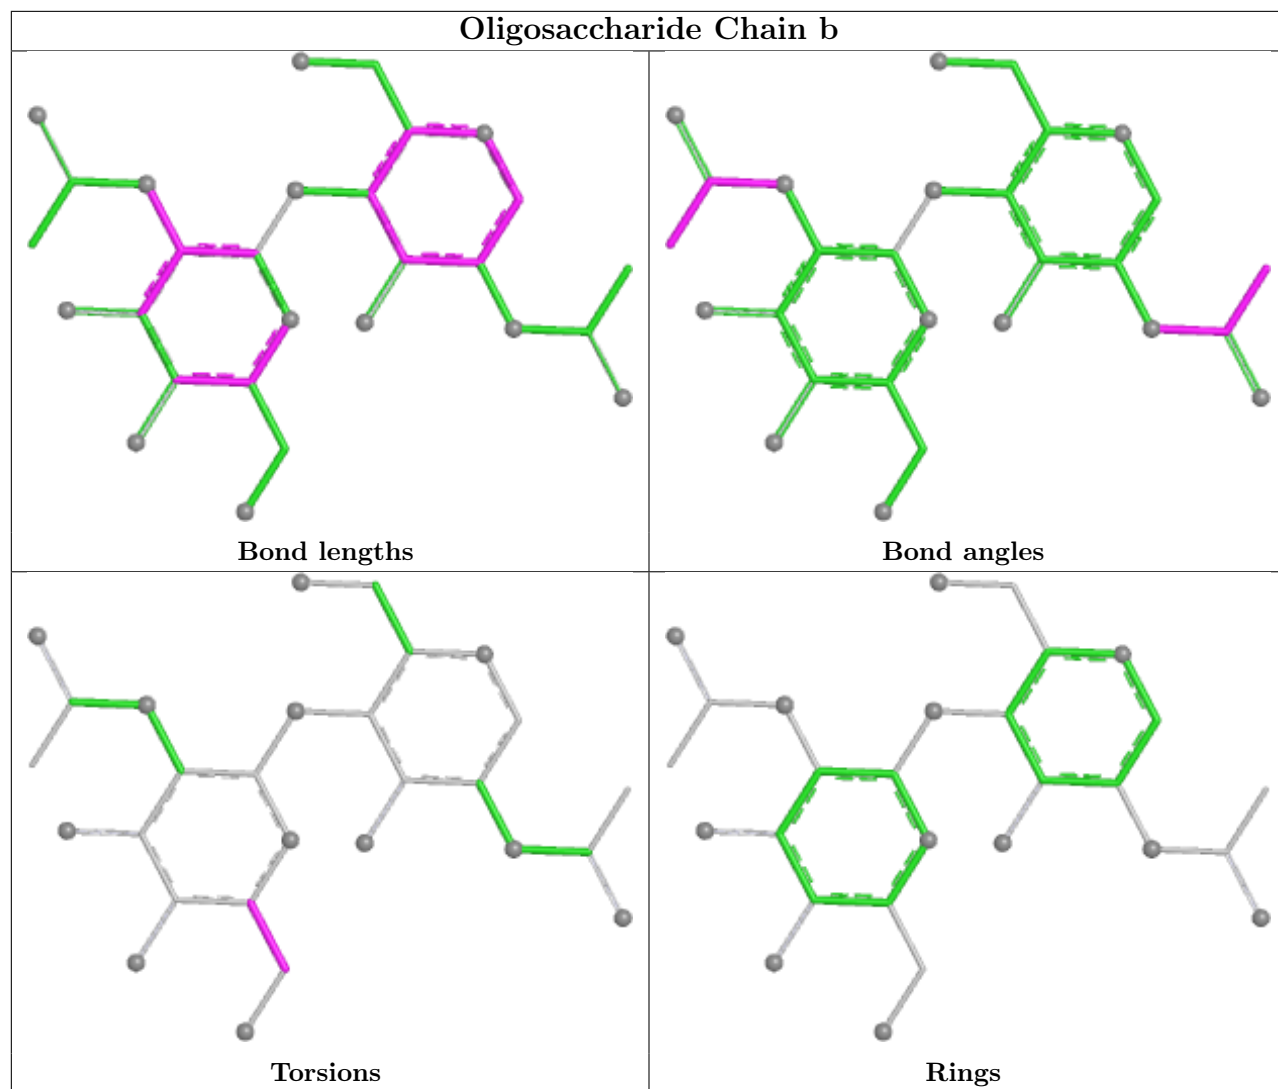 Oligosaccharide Chain b
Bond lengths
Bond angles
Torsions
Rings